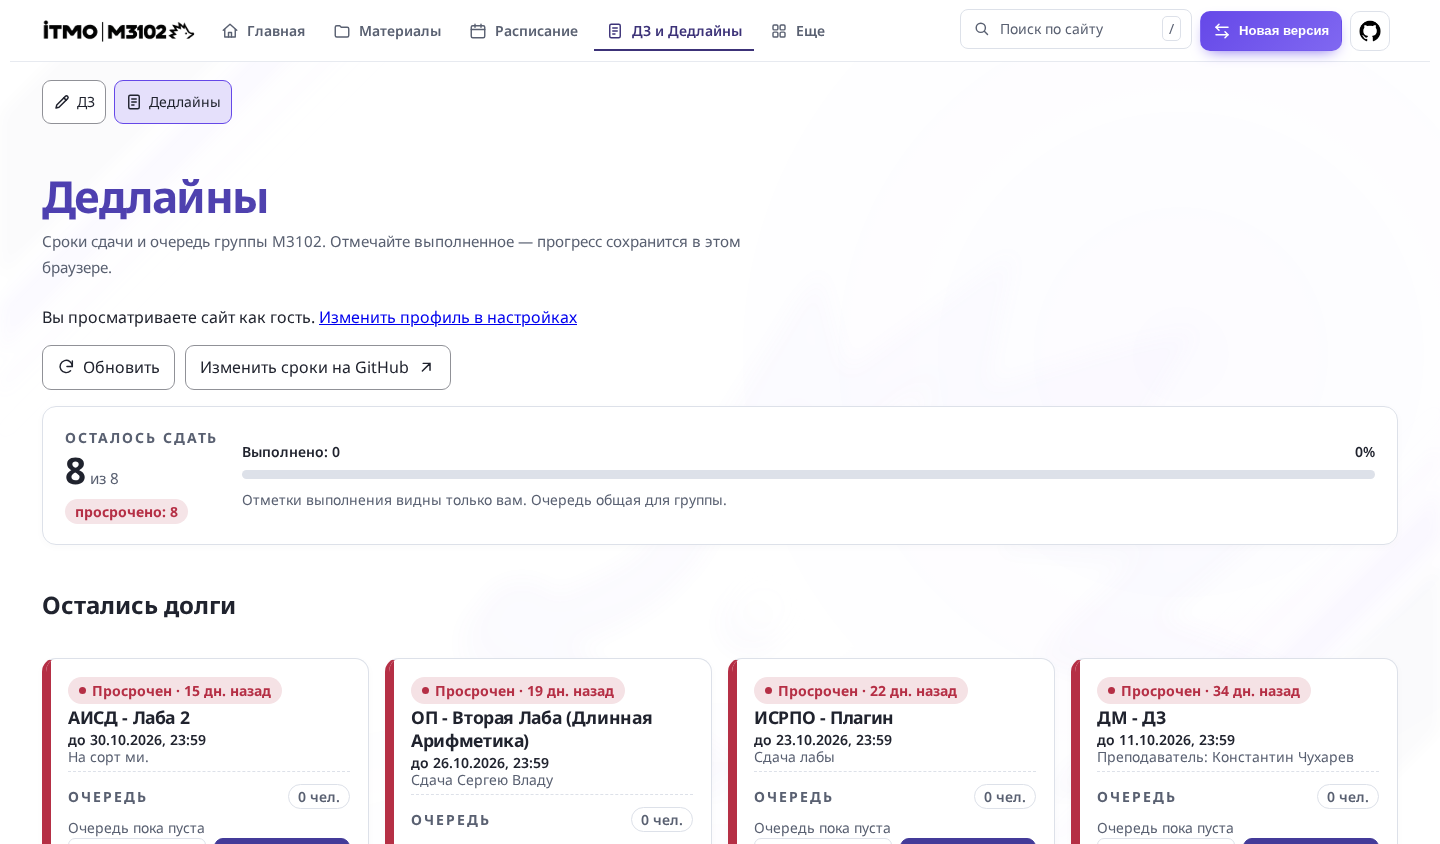 ITMO | M3102
Главная
Материалы
Расписание
ДЗ и Дедлайны
Еще
Поиск по сайту
/
Новая версия
ДЗ
Дедлайны
Дедлайны
Сроки сдачи и очередь группы M3102. Отмечайте выполненное — прогресс сохранится в этом
браузере.
Вы просматриваете сайт как гость. Изменить профиль в настройках
Обновить
Изменить сроки на GitHub
ОСТАЛОСЬ СДАТЬ
8 из 8
просрочено: 8
Выполнено: 0
0%
Отметки выполнения видны только вам. Очередь общая для группы.
Остались долги
Просрочен · 15 дн. назад
АИСД - Лаба 2
до 30.10.2026, 23:59
На сорт ми.
ОЧЕРЕДЬ
0 чел.
Очередь пока пуста
Просрочен · 19 дн. назад
ОП - Вторая Лаба (Длинная
Арифметика)
до 26.10.2026, 23:59
Сдача Сергею Владу
ОЧЕРЕДЬ
0 чел.
Просрочен · 22 дн. назад
ИСРПО - Плагин
до 23.10.2026, 23:59
Сдача лабы
ОЧЕРЕДЬ
0 чел.
Очередь пока пуста
Просрочен · 34 дн. назад
ДМ - ДЗ
до 11.10.2026, 23:59
Преподаватель: Константин Чухарев
ОЧЕРЕДЬ
0 чел.
Очередь пока пуста